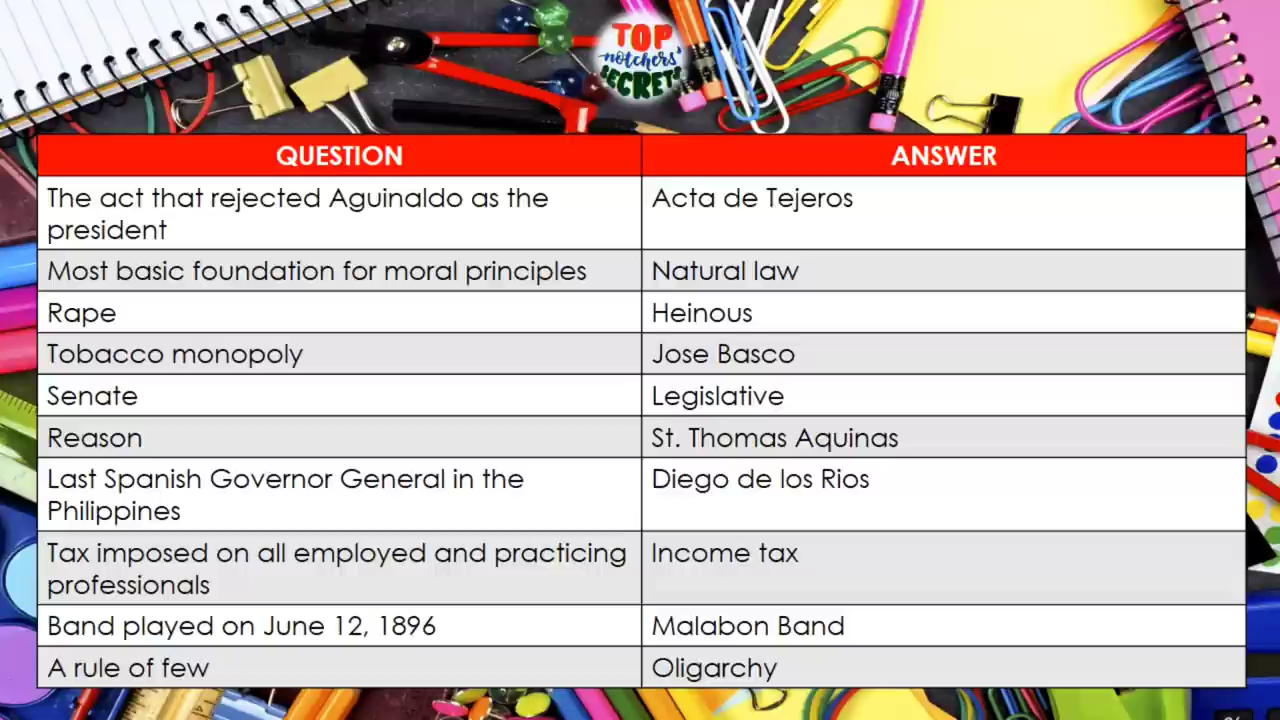 TOP
notchers'
SECRETS
QUESTION
ANSWER
The act that rejected Aguinaldo as the
president
Acta de Tejeros
Most basic foundation for moral principles
Natural law
Rape
Heinous
Tobacco monopoly
Jose Basco
Senate
Legislative
Reason
St. Thomas Aquinas
Last Spanish Governor General in the
Philippines
Diego de los Rios
Tax imposed on all employed and practicing
professionals
Income tax
Band played on June 12, 1896
Malabon Band
A rule of few
Oligarchy